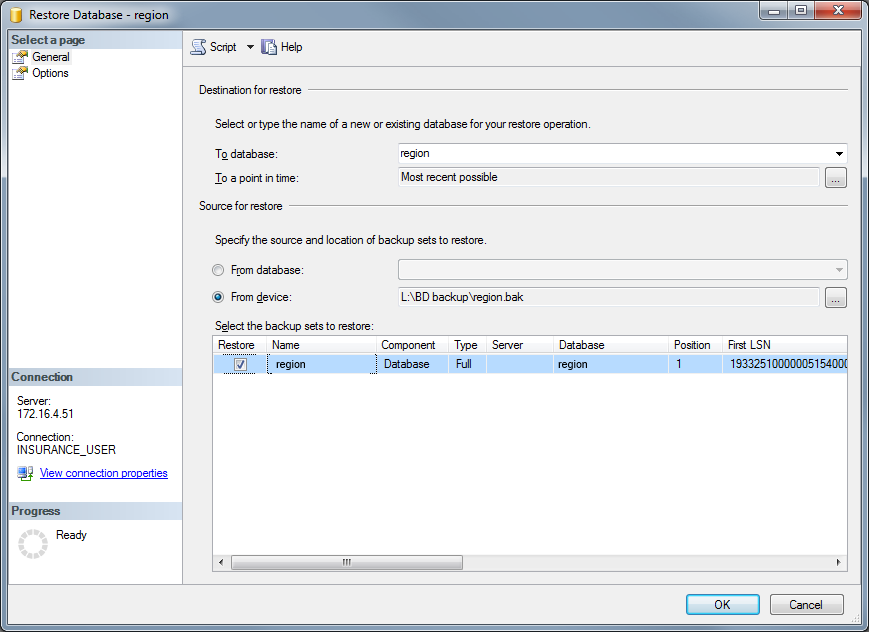 Restore Database - region
Select a page
General
Options
Script
Help
Destination for restore
Select or type the name of a new or existing database for your restore operation.
To database:
region
To a point in time:
Most recent possible
...
Source for restore
Specify the source and location of backup sets to restore.
From database:
From device:
L:\BD backup\region.bak
...
Select the backup sets to restore:
Restore Name Component Type Server Database Position First LSN
region Database Full region 1 19332510000005154000
Connection
Server:
172.16.4.51
Connection:
INSURANCE_USER
View connection properties
Progress
Ready
OK
Cancel